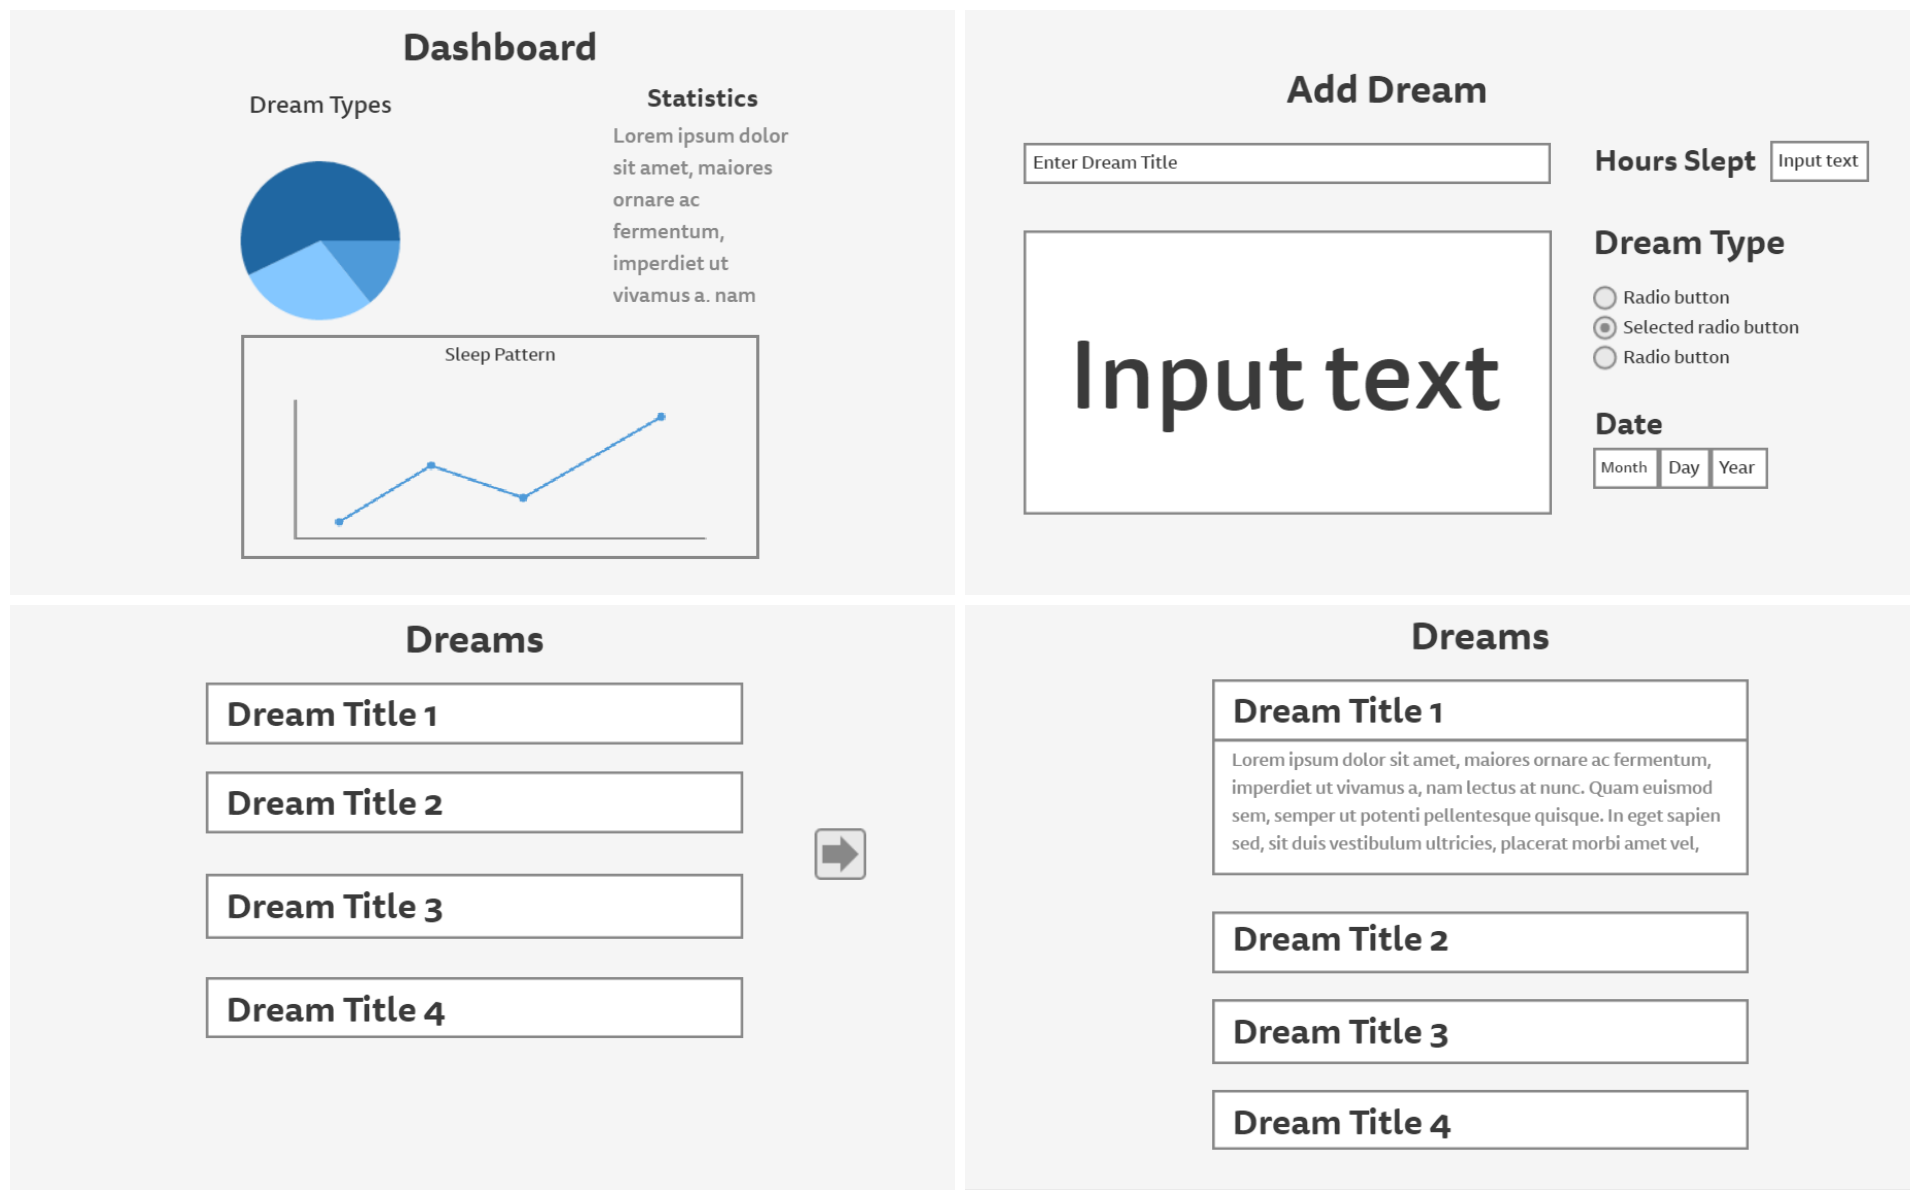 Dashboard
Dream Types
Statistics
Lorem ipsum dolor
sit amet, maiores
ornare ac
fermentum,
imperdiet ut
vivamus a. nam
Sleep Pattern
Add Dream
Enter Dream Title
Hours Slept
Input text
Input text
Dream Type
Radio button
Selected radio button
Radio button
Date
Month
Day
Year
Dreams
Dream Title 1
Dream Title 2
Dream Title 3
Dream Title 4
Dreams
Dream Title 1
Lorem ipsum dolor sit amet, maiores ornare ac fermentum,
imperdiet ut vivamus a, nam lectus at nunc. Quam euismod
sem, semper ut potenti pellentesque quisque. In eget sapien
sed, sit duis vestibulum ultricies, placerat morbi amet vel,
Dream Title 2
Dream Title 3
Dream Title 4